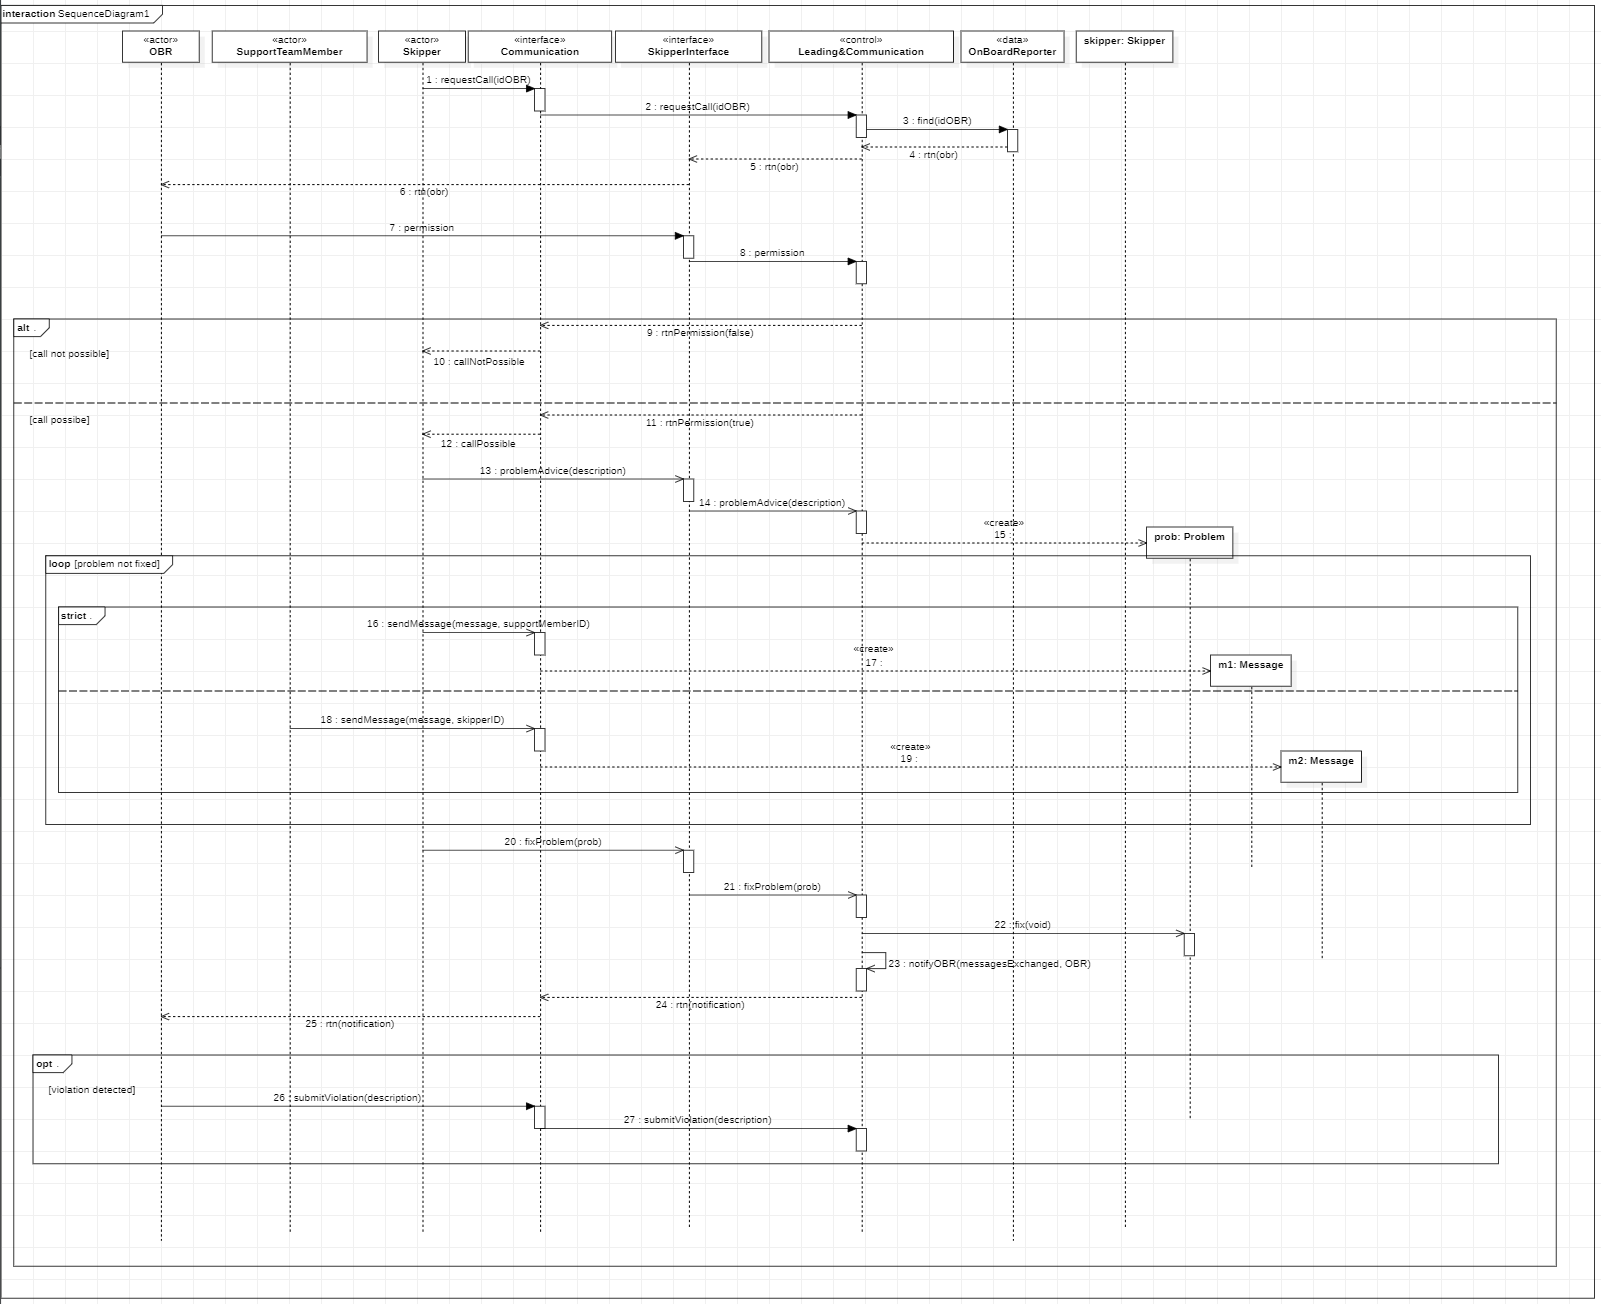 interaction SequenceDiagram1
«actor»
OBR
«actor»
SupportTeamMember
«actor»
Skipper
«interface»
Communication
«interface»
SkipperInterface
«control»
Leading&Communication
«data»
OnBoardReporter
skipper: Skipper
1 : requestCall(idOBR)
2 : requestCall(idOBR)
3 : find(idOBR)
4 : rtn(obr)
5 : rtn(obr)
6 : rtn(obr)
7 : permission
8 : permission
alt .
9 : rtnPermission(false)
[call not possible]
10 : callNotPossible
[call possibe]
11 : rtnPermission(true)
12 : callPossible
13 : problemAdvice(description)
14 : problemAdvice(description)
«create»
15 :
prob: Problem
loop [problem not fixed]
strict .
16 : sendMessage(message, supportMemberID)
«create»
17 :
m1: Message
18 : sendMessage(message, skipperID)
«create»
19 :
m2: Message
20 : fixProblem(prob)
21 : fixProblem(prob)
22 : fix(void)
23 : notifyOBR(messagesExchanged, OBR)
24 : rtn(notification)
25 : rtn(notification)
opt .
[violation detected]
26 : submitViolation(description)
27 : submitViolation(description)